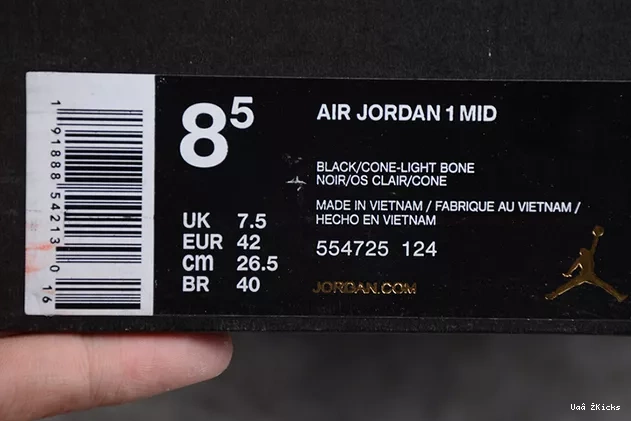 1 91888 54213 0 16
8⁵
UK 7.5
EUR 42
cm 26.5
BR 40
AIR JORDAN 1 MID
BLACK/CONE-LIGHT BONE
NOIR/OS CLAIR/CONE
MADE IN VIETNAM / FABRIQUE AU VIETNAM /
HECHO EN VIETNAM
554725 124
JORDAN.COM
Uaâ ŽKicks